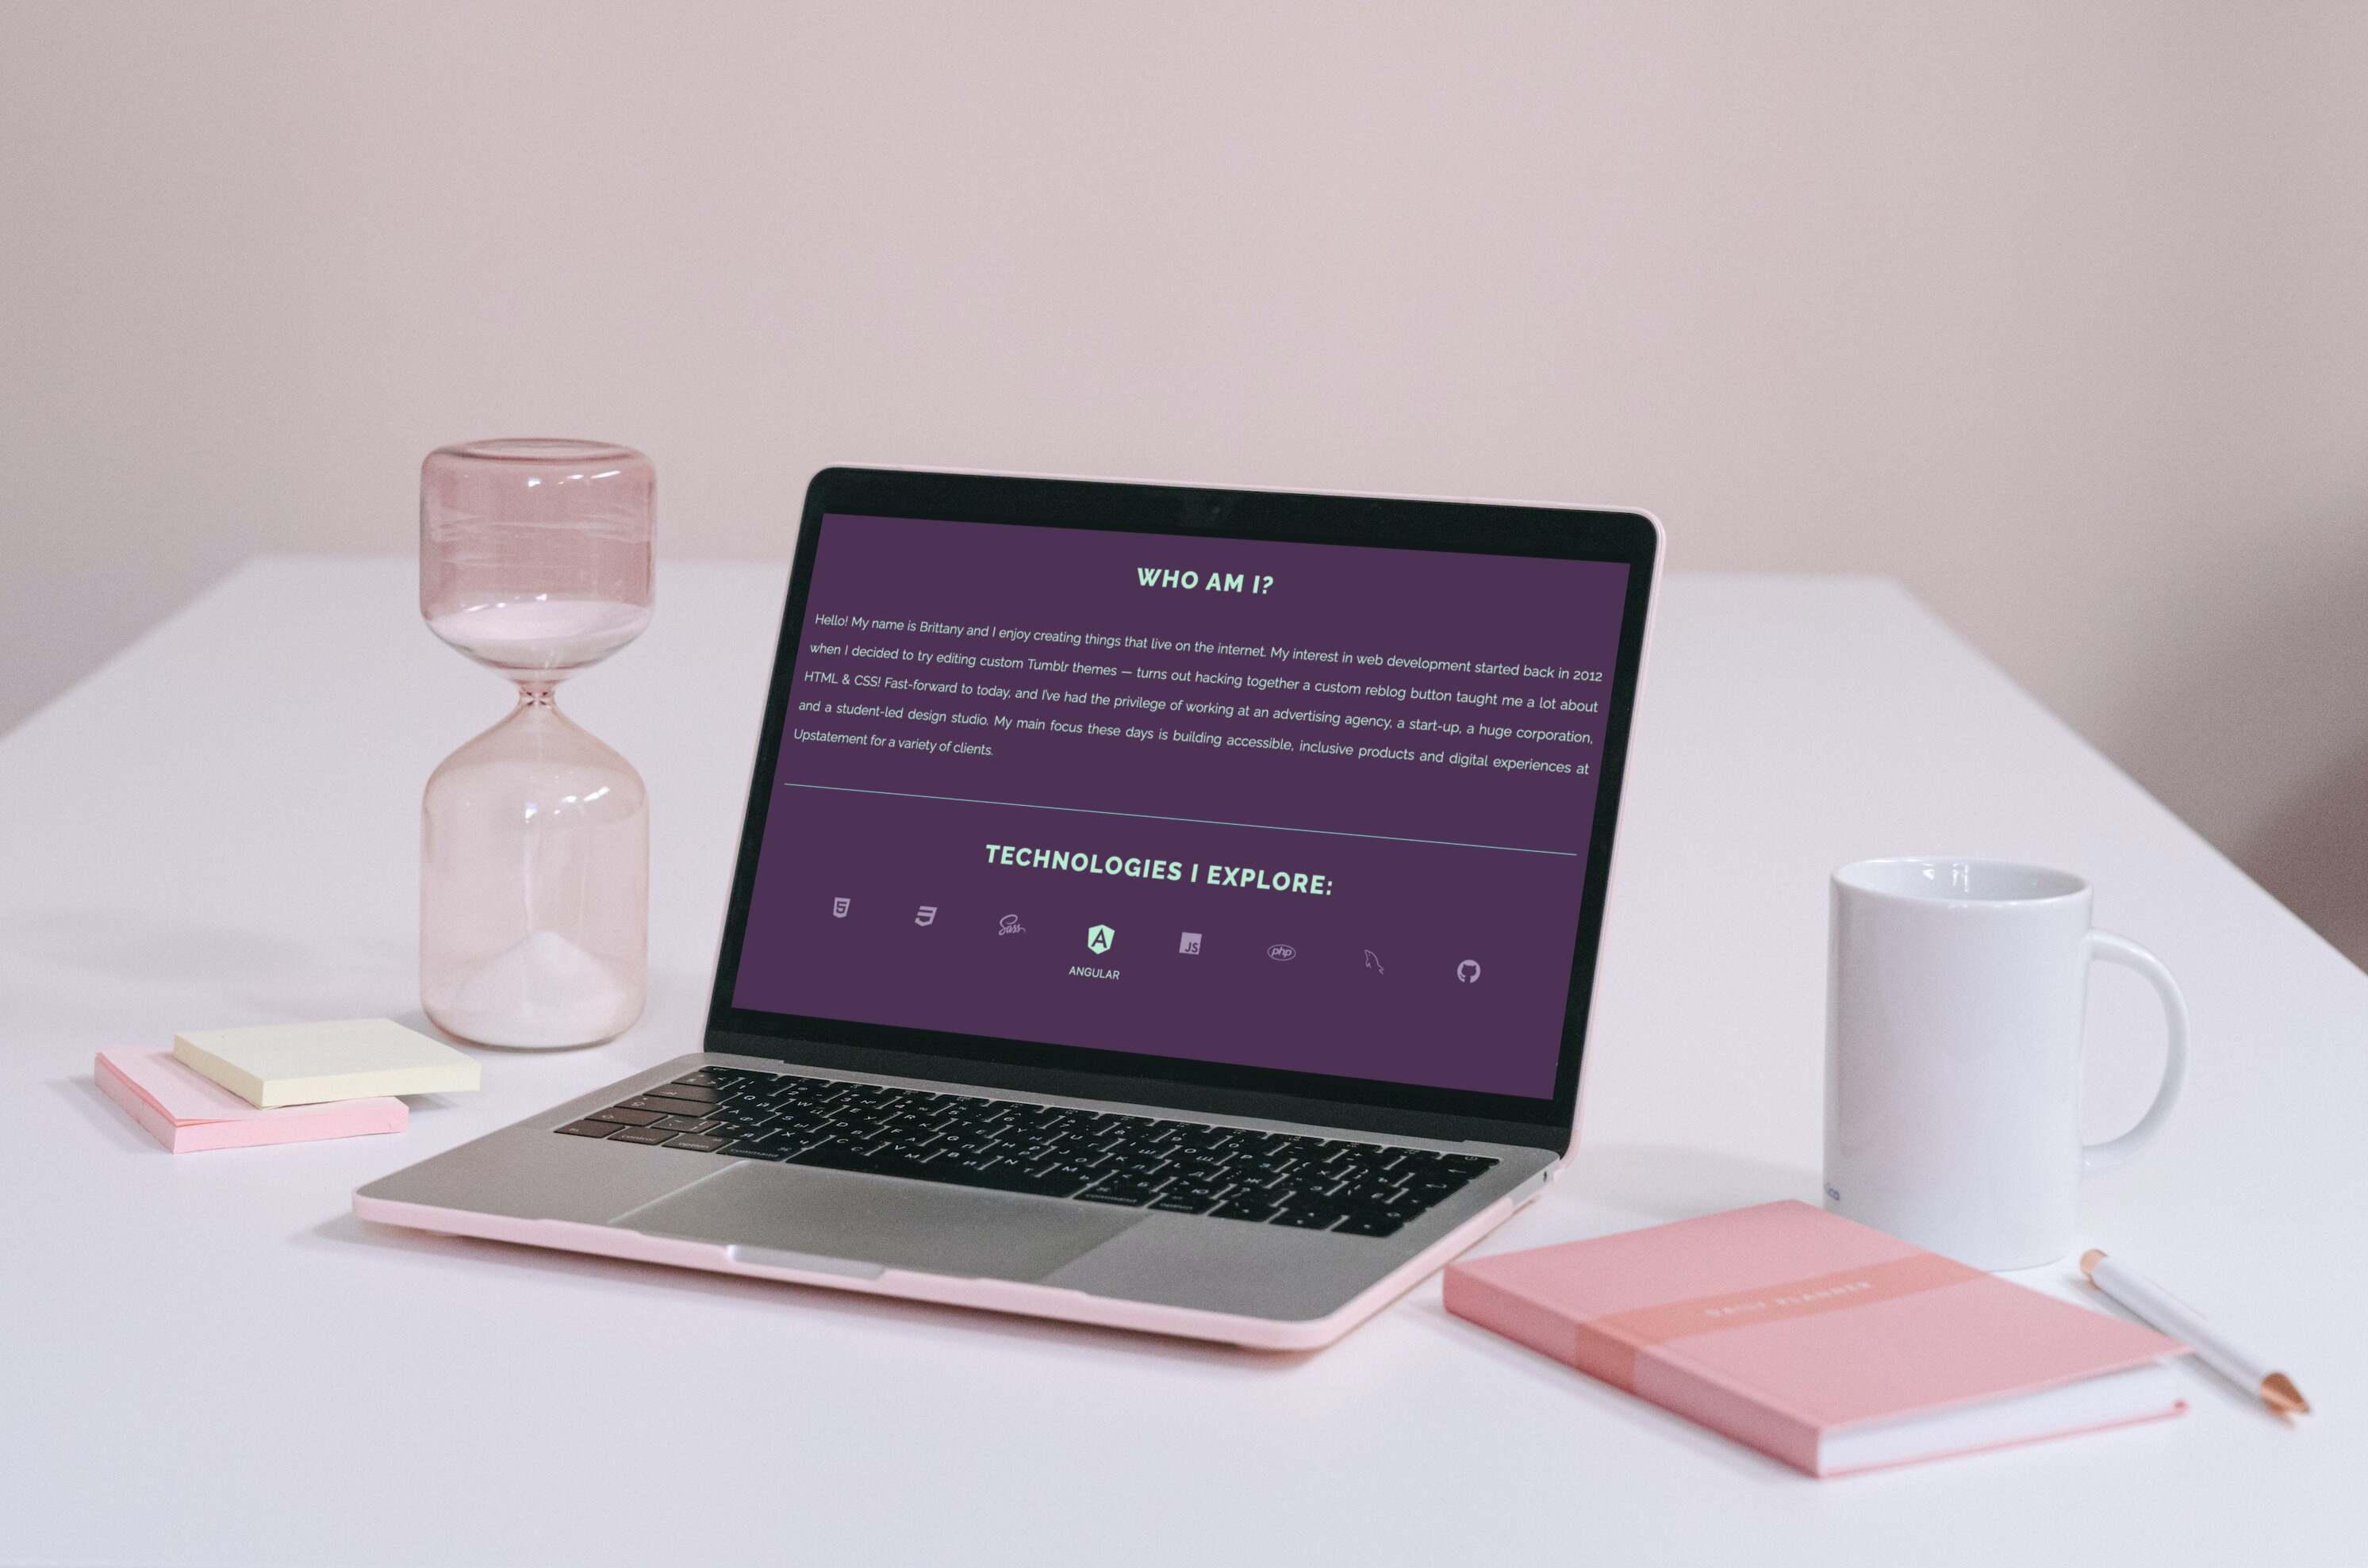 WHO AM I?
Hello! My name is Brittany and I enjoy creating things that live on the internet. My interest in web development started back in 2012
when I decided to try editing custom Tumblr themes — turns out hacking together a custom reblog button taught me a lot about
HTML & CSS! Fast-forward to today, and I've had the privilege of working at an advertising agency, a start-up, a huge corporation,
and a student-led design studio. My main focus these days is building accessible, inclusive products and digital experiences at
Upstatement for a variety of clients.
TECHNOLOGIES I EXPLORE:
5 3 Sass A JS php
ANGULAR
DAILY PLANNER